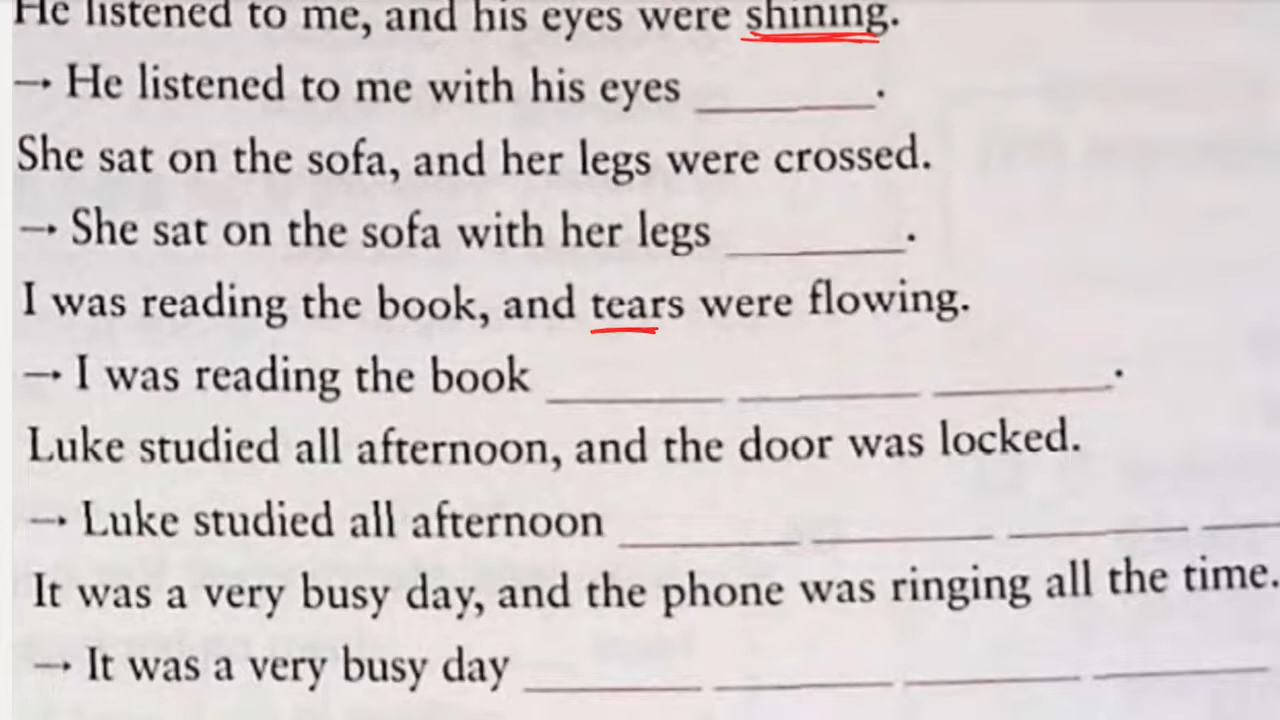 He listened to me, and his eyes were shining.
→ He listened to me with his eyes ________.
She sat on the sofa, and her legs were crossed.
→ She sat on the sofa with her legs ________.
I was reading the book, and tears were flowing.
→ I was reading the book ________ ________ ________.
Luke studied all afternoon, and the door was locked.
→ Luke studied all afternoon ________ ________ ________ ____
It was a very busy day, and the phone was ringing all the time.
→ It was a very busy day ________ ________ ________ ________